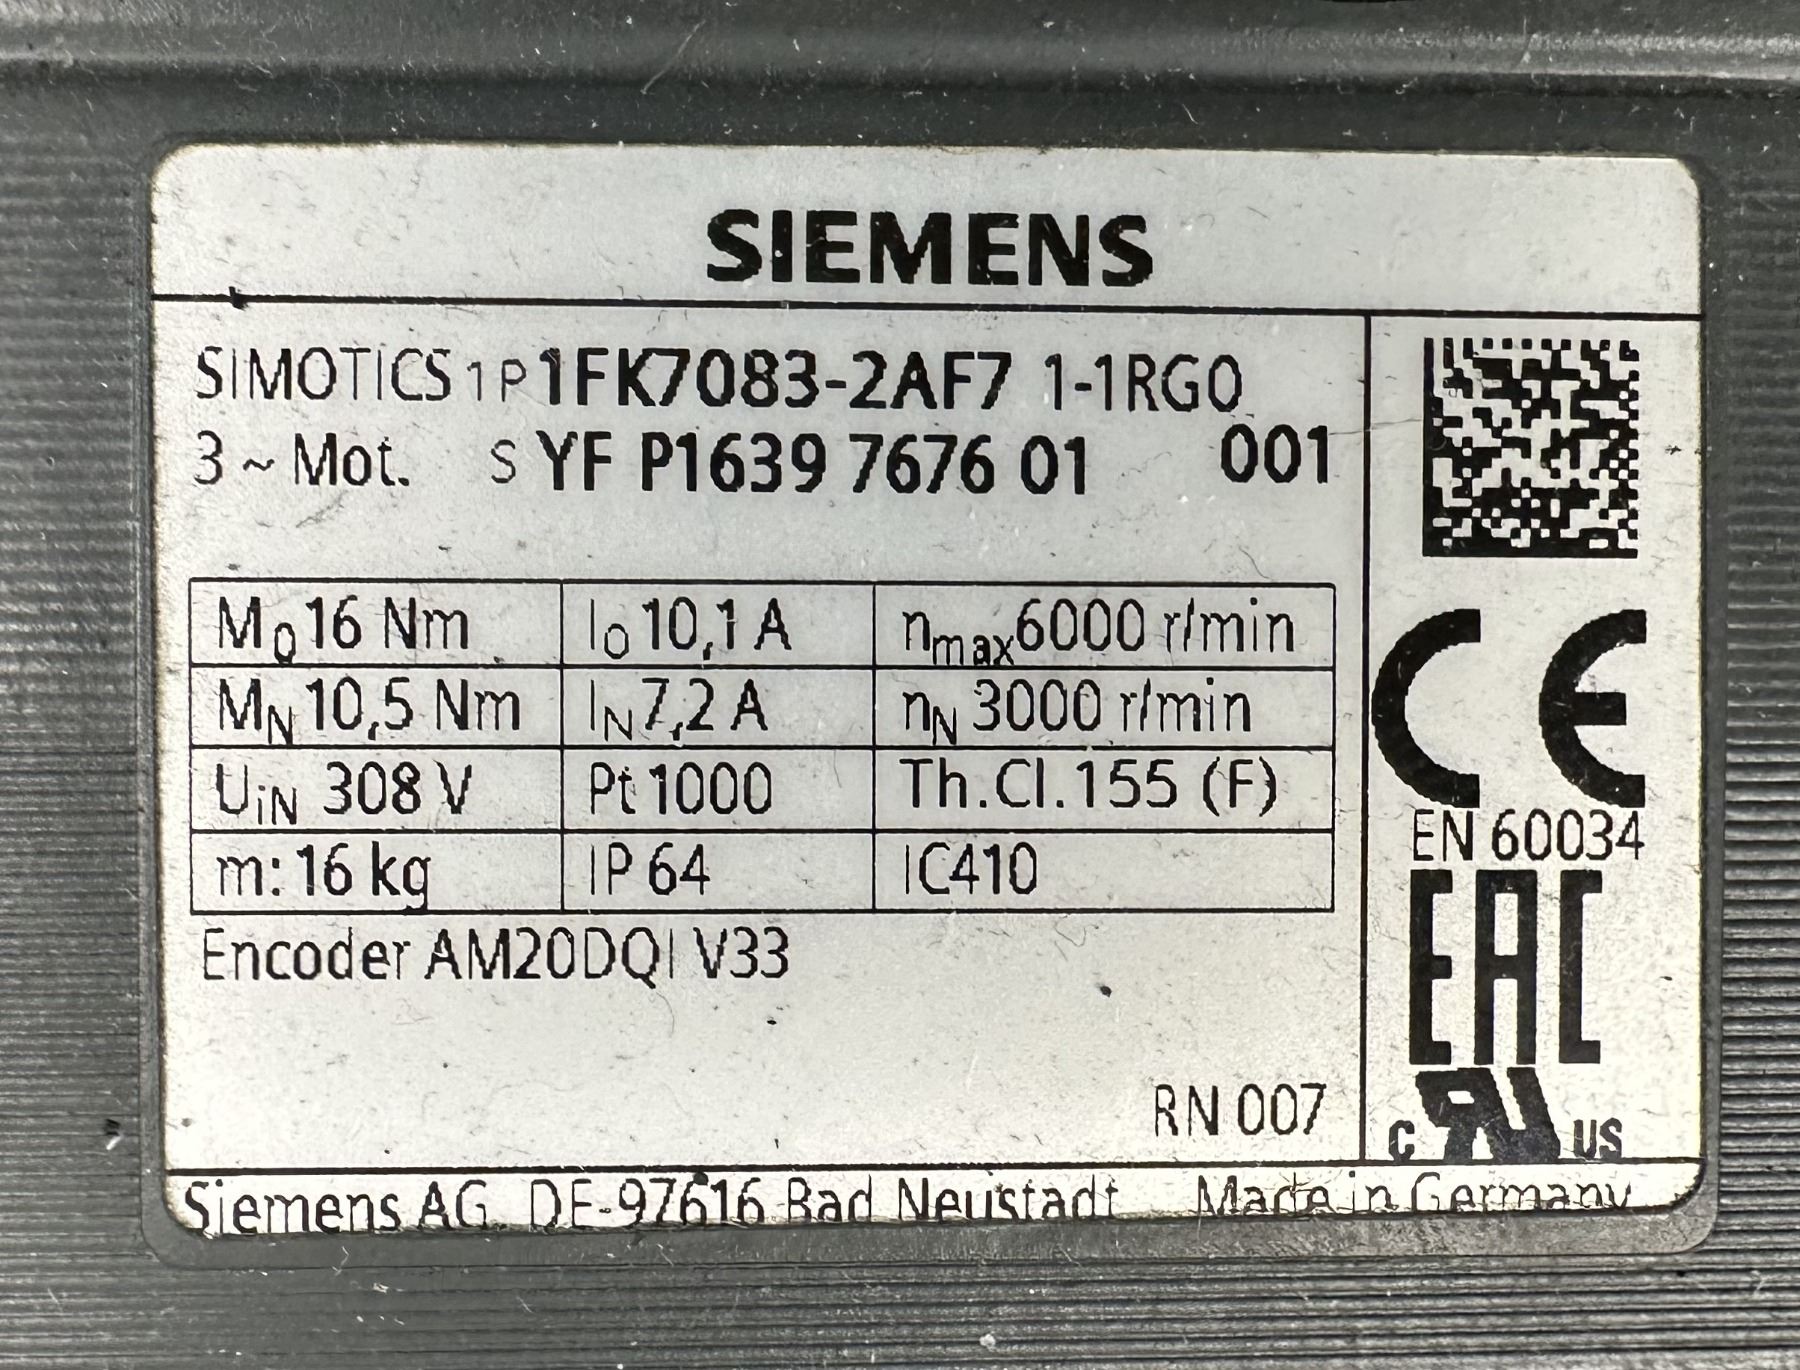 SIEMENS
SIMOTICS 1P 1FK7083-2AF7 1-1RG0
3 ~ Mot. S YF P1639 7676 01 001
M0 16 Nm I0 10,1 A nmax 6000 r/min
MN 10,5 Nm IN 7,2 A nN 3000 r/min
UiN 308 V Pt 1000 Th.Cl. 155 (F)
m: 16 kg IP 64 IC410
Encoder AM20DQI V33
RN 007
CE
EN 60034
EAC
C RU US
Siemens AG, DE-97616 Bad Neustadt Made in Germany